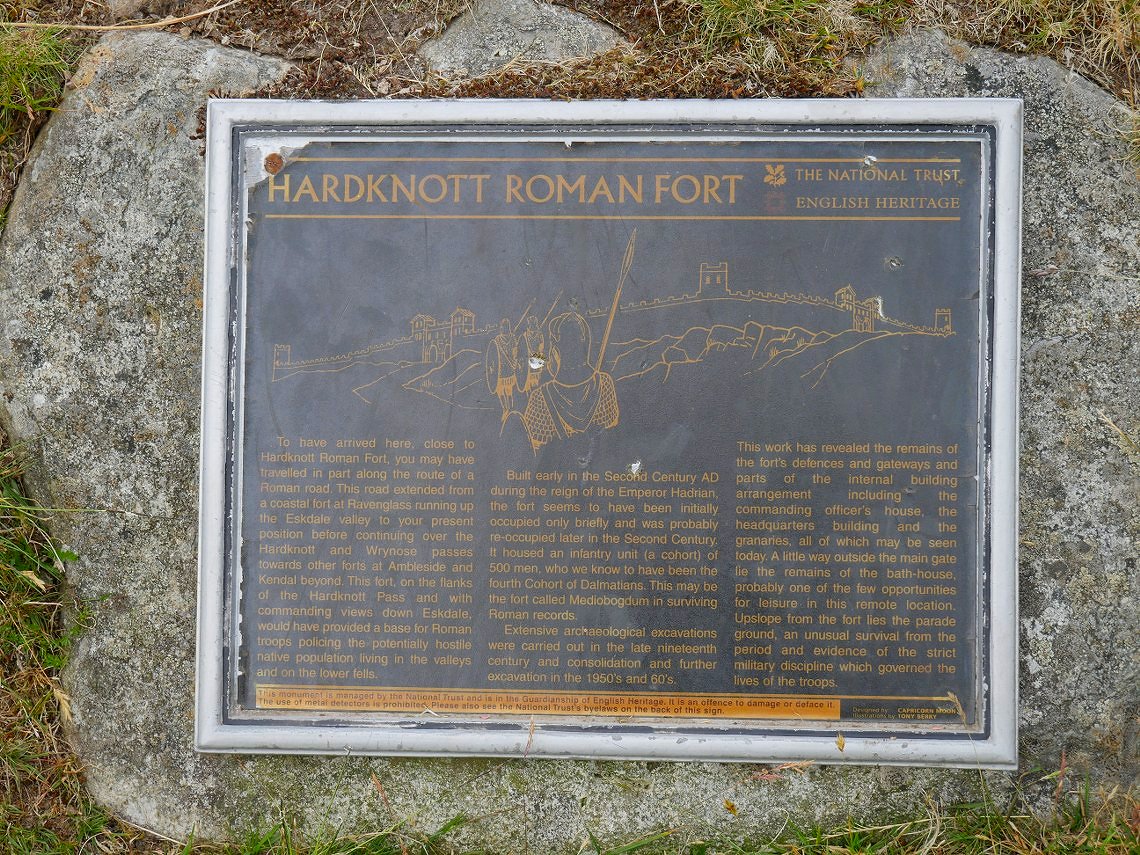 HARDKNOTT ROMAN FORT
THE NATIONAL TRUST
ENGLISH HERITAGE
To have arrived here, close to
Hardknott Roman Fort, you may have
travelled in part along the route of a
Roman road. This road extended from
a coastal fort at Ravenglass running up
the Eskdale valley to your present
position before continuing over the
Hardknott and Wrynose passes
towards other forts at Ambleside and
Kendal beyond. This fort, on the flanks
of the Hardknott Pass and with
commanding views down Eskdale,
would have provided a base for Roman
troops policing the potentially hostile
native population living in the valleys
and on the lower fells.
Built early in the Second Century AD
during the reign of the Emperor Hadrian,
the fort seems to have been initially
occupied only briefly and was probably
re-occupied later in the Second Century.
It housed an infantry unit (a cohort) of
500 men, who we know to have been the
fourth Cohort of Dalmatians. This may be
the fort called Mediobogdum in surviving
Roman records.
Extensive archaeological excavations
were carried out in the late nineteenth
century and consolidation and further
excavation in the 1950's and 60's.
This work has revealed the remains of
the fort's defences and gateways and
parts of the internal building
arrangement including the
commanding officer's house, the
headquarters building and the
granaries, all of which may be seen
today. A little way outside the main gate
lie the remains of the bath-house,
probably one of the few opportunities
for leisure in this remote location.
Upslope from the fort lies the parade
ground, an unusual survival from the
period and evidence of the strict
military discipline which governed the
lives of the troops.
This monument is managed by the National Trust and is in the Guardianship of English Heritage. It is an offence to damage or deface it.
The use of metal detectors is prohibited. Please also see the National Trust's byelaws on the back of this sign.
Designed by CAPRICORN MOON
Illustrations by TONY BERRY